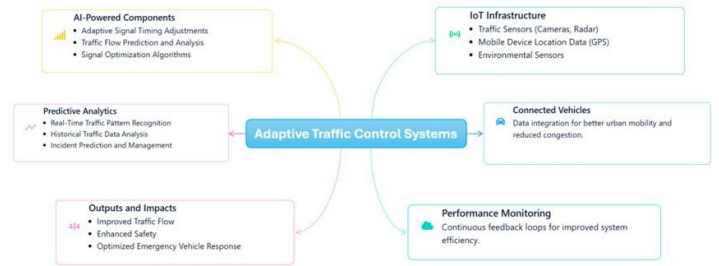 AI-Powered Components
• Adaptive Signal Timing Adjustments
• Traffic Flow Prediction and Analysis
• Signal Optimization Algorithms
IoT Infrastructure
• Traffic Sensors (Cameras, Radar)
• Mobile Device Location Data (GPS)
• Environmental Sensors
Predictive Analytics
• Real-Time Traffic Pattern Recognition
• Historical Traffic Data Analysis
• Incident Prediction and Management
Adaptive Traffic Control Systems
Connected Vehicles
Data integration for better urban mobility and
reduced congestion.
Outputs and Impacts
• Improved Traffic Flow
• Enhanced Safety
• Optimized Emergency Vehicle Response
Performance Monitoring
Continuous feedback loops for improved system
efficiency.